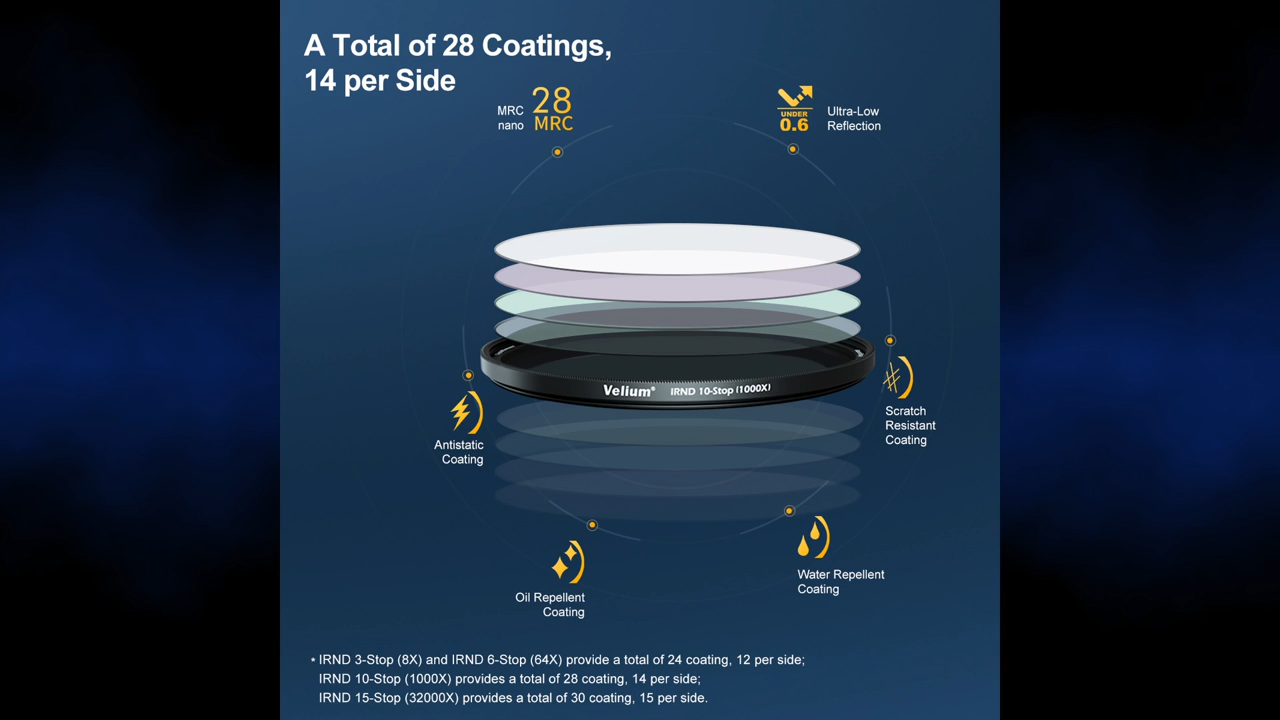 A Total of 28 Coatings,
14 per Side
MRC
nano
28
MRC
UNDER
0.6
Ultra-Low
Reflection
Velium® IRND 10-Stop (1000X)
Antistatic
Coating
Scratch
Resistant
Coating
Oil Repellent
Coating
Water Repellent
Coating
* IRND 3-Stop (8X) and IRND 6-Stop (64X) provide a total of 24 coating, 12 per side;
IRND 10-Stop (1000X) provides a total of 28 coating, 14 per side;
IRND 15-Stop (32000X) provides a total of 30 coating, 15 per side.